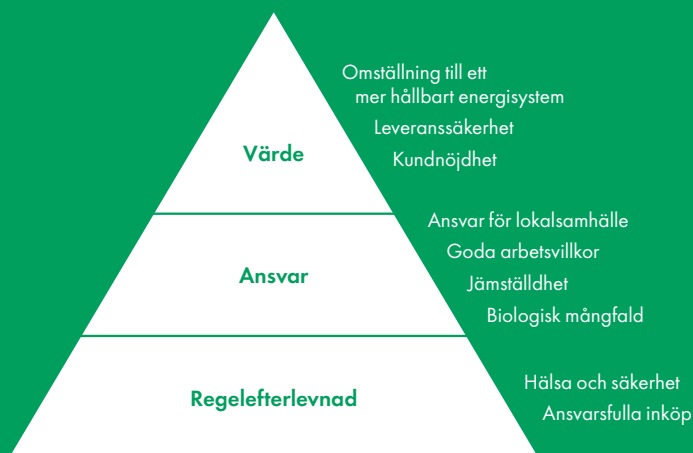 Omställning till ett
mer hållbart energisystem
Leveranssäkerhet
Värde
Kundnöjdhet
Ansvar för lokalsamhälle
Goda arbetsvillkor
Ansvar
Jämställdhet
Biologisk mångfald
Hälsa och säkerhet
Regelefterlevnad
Ansvarsfulla inköp